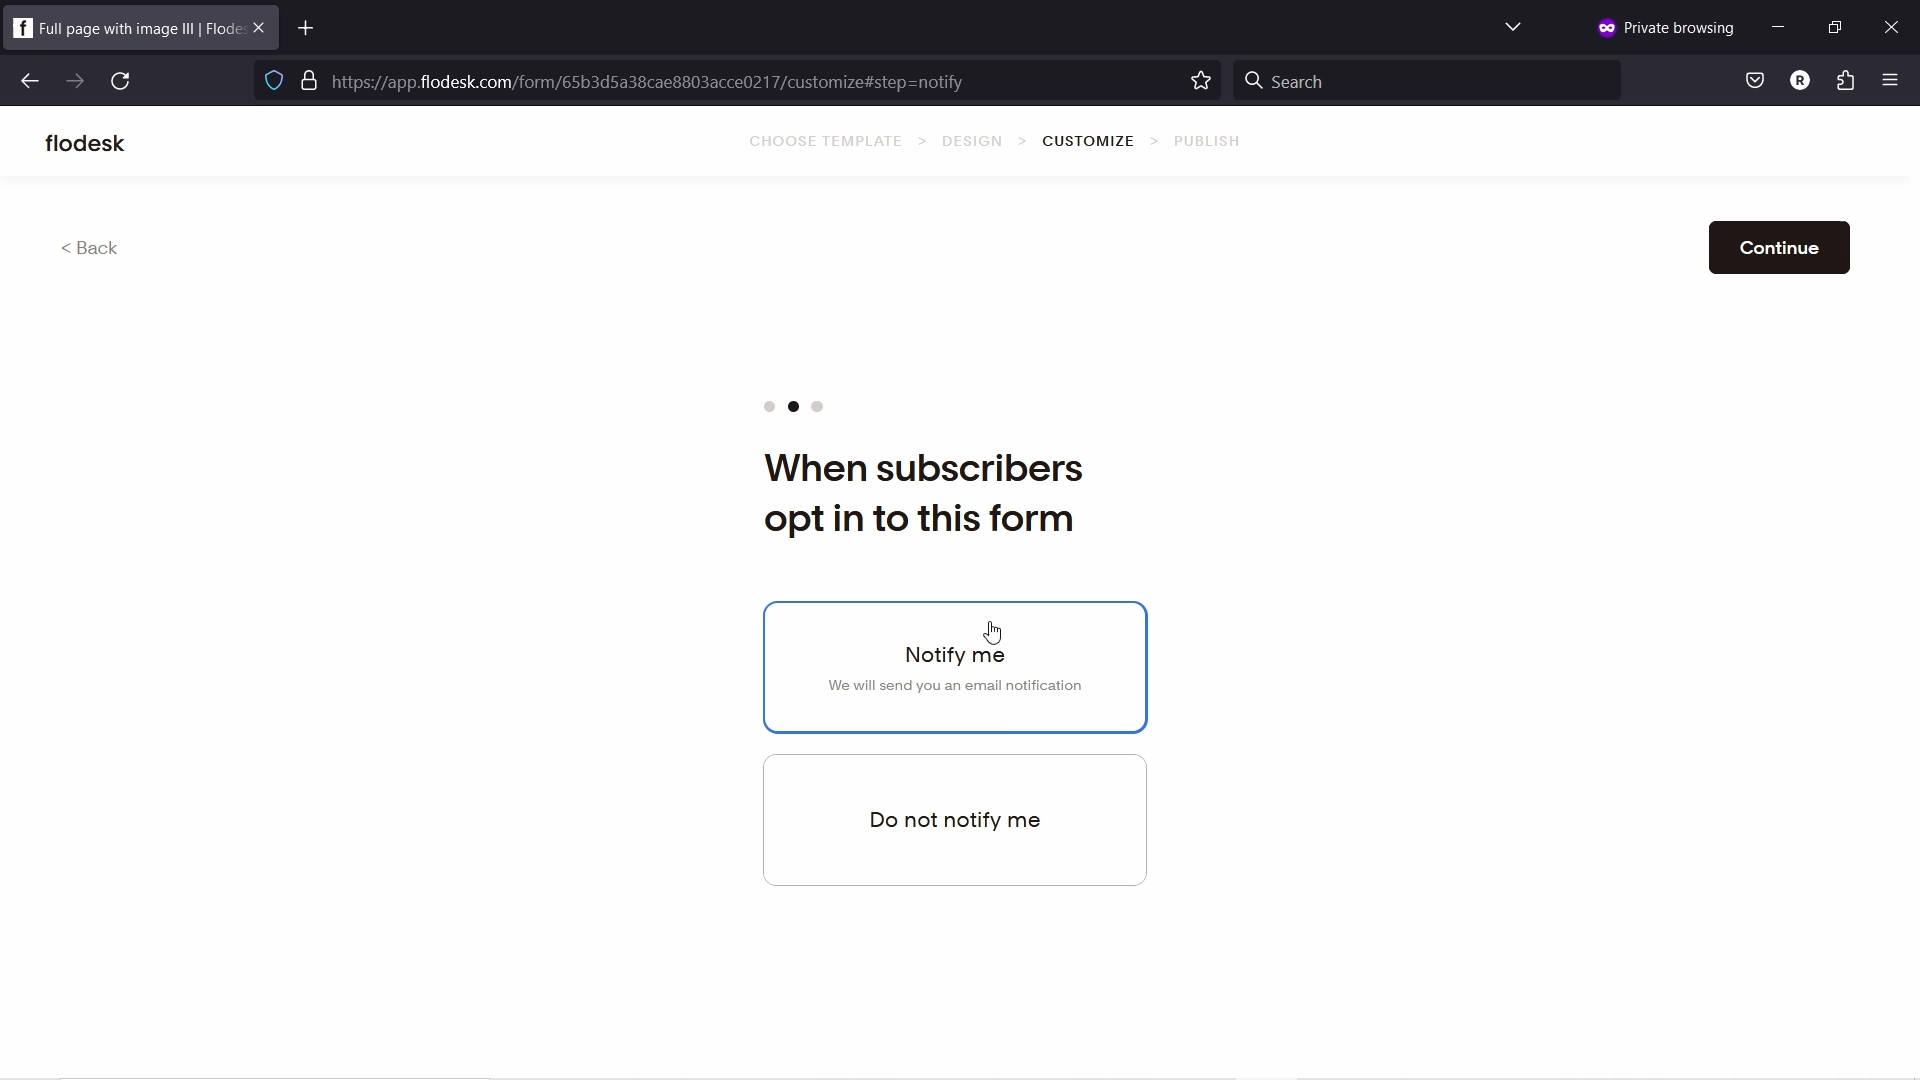 Full page with image III | Flodes
Private browsing
https://app.flodesk.com/form/65b3d5a38cae8803acce0217/customize#step=notify
Search
R
flodesk
CHOOSE TEMPLATE > DESIGN > CUSTOMIZE > PUBLISH
< Back
Continue
When subscribers
opt in to this form
Notify me
We will send you an email notification
Do not notify me